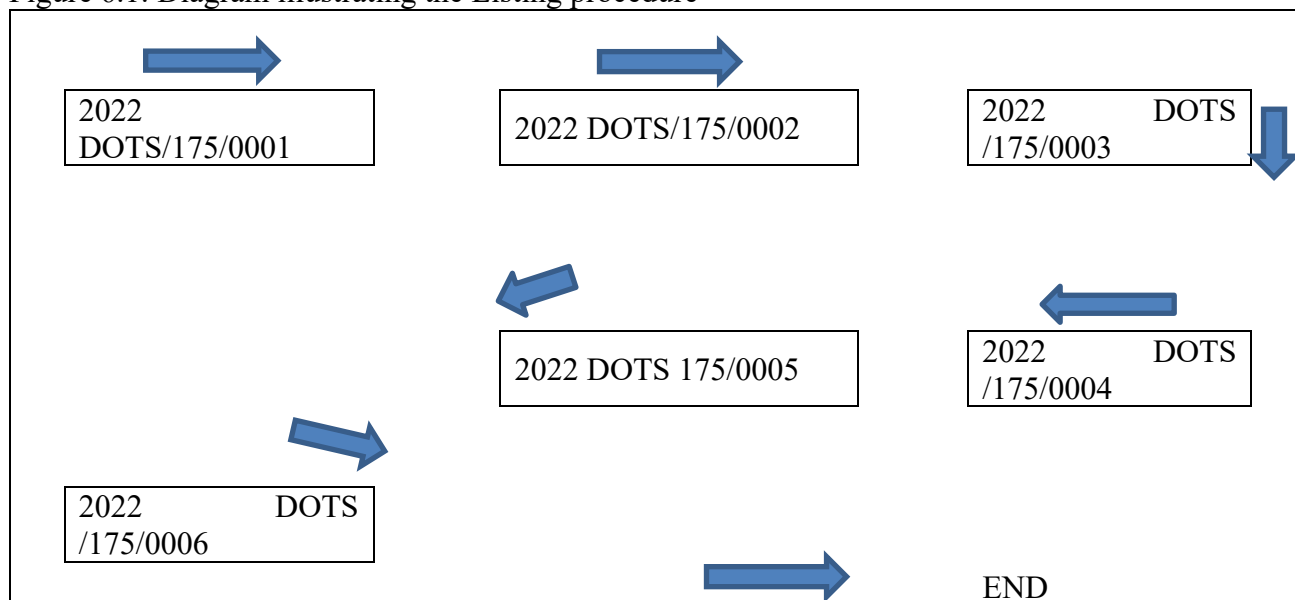 Figure 6.1: Diagram illustrating the Listing procedure
2022
DOTS/175/0001
2022 DOTS/175/0002
2022 DOTS
/175/0003
2022 DOTS 175/0005
2022 DOTS
/175/0004
2022 DOTS
/175/0006
END